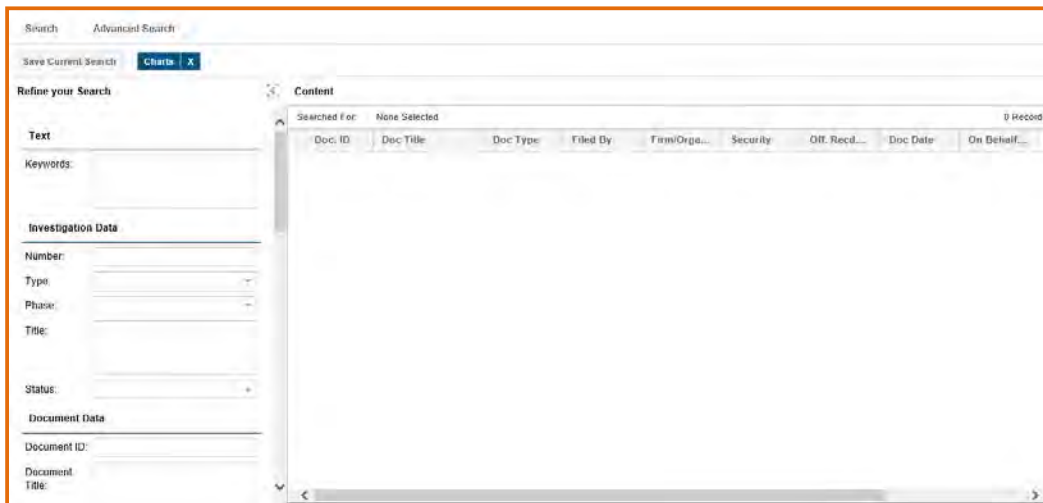 Search Advanced Search
Save Current Search Charts X
Refine your Search
Text
Keywords:
Investigation Data
Number:
Type:
Phase:
Title:
Status:
Document Data
Document ID:
Document
Title:
Content
Searched For: None Selected 0 Record
Doc. ID Doc Title Doc Type Filed By Firm/Orga... Security Off. Recd.... Doc Date On Behalf....